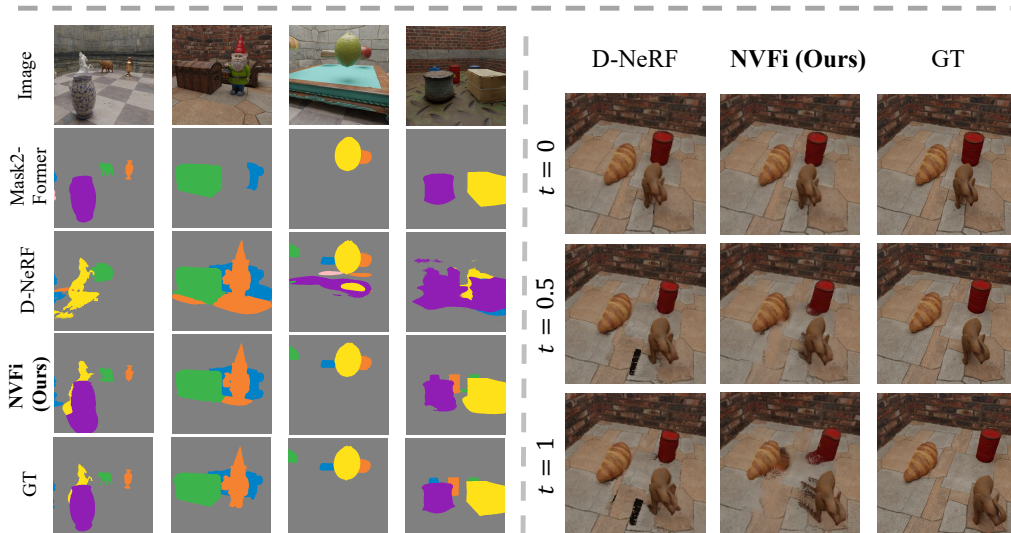 Image
Mask2-
Former
D-NeRF
NVFi
(Ours)
GT
D-NeRF NVFi (Ours) GT
t = 0
t = 0.5
t = 1